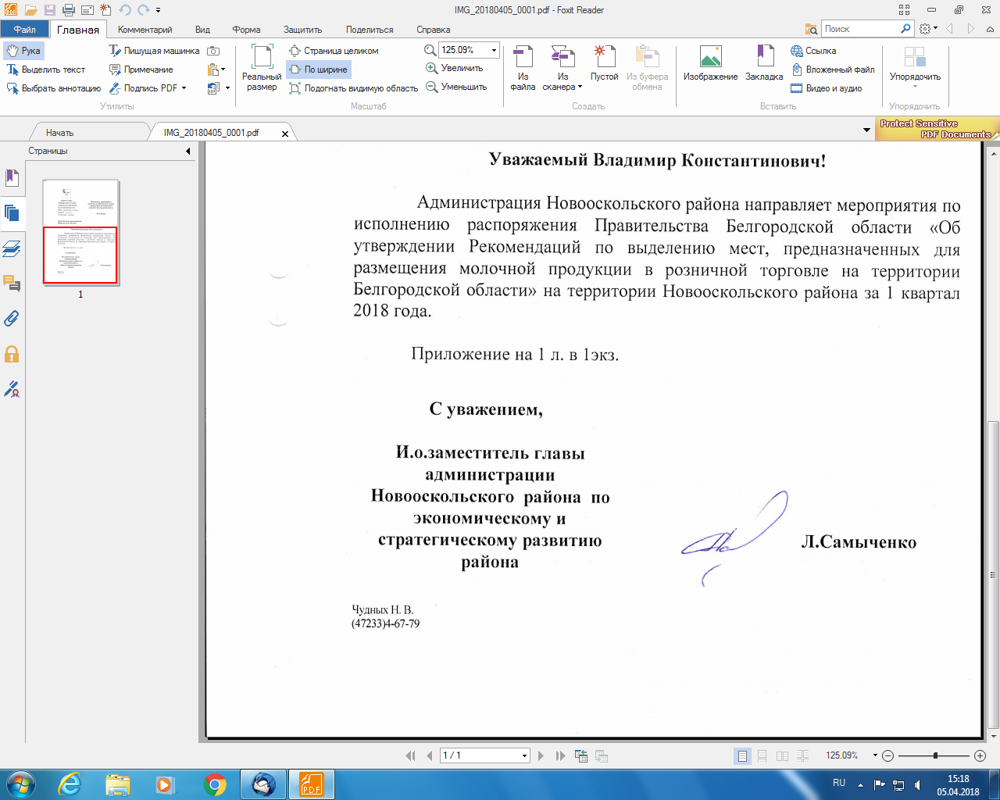 IMG_20180405_0001.pdf - Foxit Reader
Файл Главная Комментарий Вид Форма Защитить Поделиться Справка Поиск
Рука Пишущая машинка Страница целиком 125.09% Ссылка
Выделить текст Примечание По ширине Увеличить Вложенный файл
Выбрать аннотацию Подпись PDF Подогнать видимую область Уменьшить Видео и аудио
Реальный размер Из файла Из сканера Пустой Из буфера обмена Изображение Закладка Упорядочить
Утилиты Масштаб Создать Вставить Упорядочить
Начать IMG_20180405_0001.pdf
Protect Sensitive
PDF Documents
Страницы
1
Уважаемый Владимир Константинович!
Администрация Новооскольского района направляет мероприятия по
исполнению распоряжения Правительства Белгородской области «Об
утверждении Рекомендаций по выделению мест, предназначенных для
размещения молочной продукции в розничной торговле на территории
Белгородской области» на территории Новооскольского района за 1 квартал
2018 года.
Приложение на 1 л. в 1экз.
С уважением,
И.о.заместитель главы
администрации
Новооскольского района по
экономическому и
стратегическому развитию
района
Л.Самыченко
Чудных Н. В.
(47233)4-67-79
1 / 1
125.09%
RU
15:18
05.04.2018